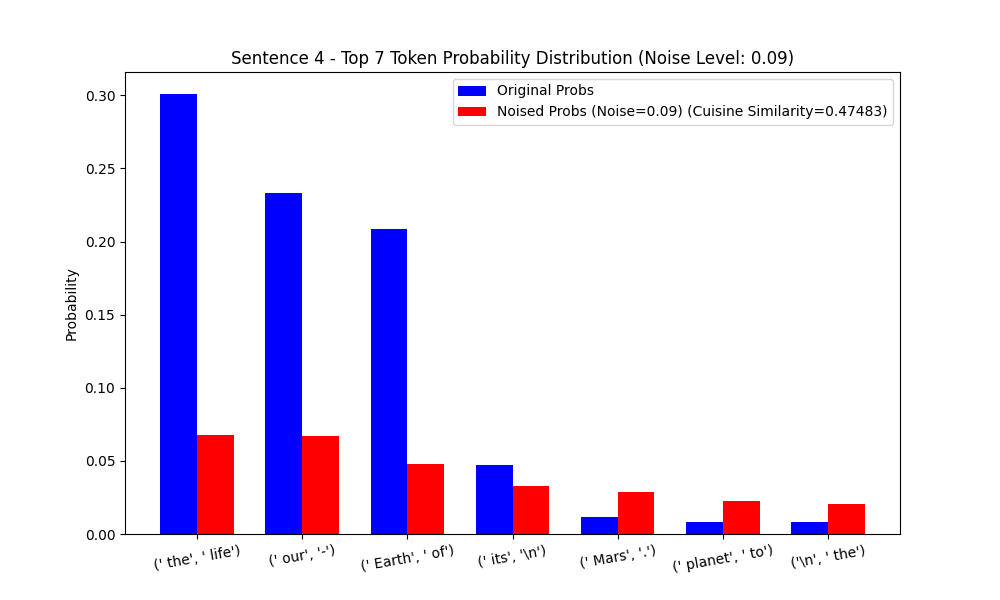 Sentence 4 - Top 7 Token Probability Distribution (Noise Level: 0.09)
Original Probs
Noised Probs (Noise=0.09) (Cuisine Similarity=0.47483)
Probability
0.30
0.25
0.20
0.15
0.10
0.05
0.00
(' the', ' life')
(' our', '-')
(' Earth', ' of')
(' its', '\n')
(' Mars', '.')
(' planet', ' to')
('\n', ' the')